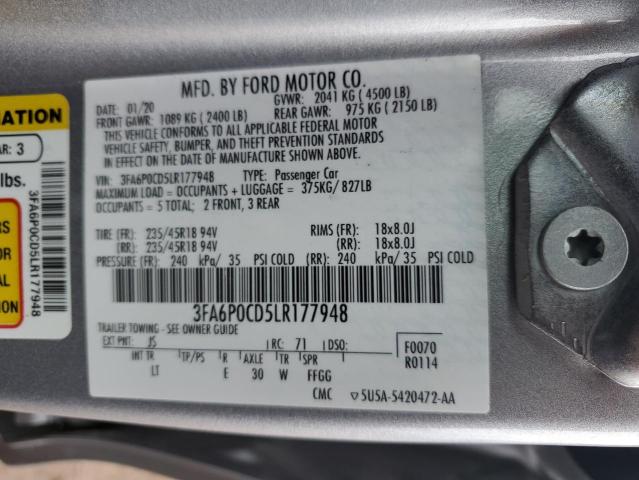 MFD. BY FORD MOTOR CO.
DATE: 01/20 GVWR: 2041 KG ( 4500 LB)
FRONT GAWR: 1089 KG ( 2400 LB) REAR GAWR: 975 KG ( 2150 LB)
THIS VEHICLE CONFORMS TO ALL APPLICABLE FEDERAL MOTOR
VEHICLE SAFETY, BUMPER, AND THEFT PREVENTION STANDARDS
IN EFFECT ON THE DATE OF MANUFACTURE SHOWN ABOVE.
VIN: 3FA6P0CD5LR177948 TYPE: Passenger Car
MAXIMUM LOAD = OCCUPANTS + LUGGAGE = 375KG/ 827LB
OCCUPANTS = 5 TOTAL; 2 FRONT, 3 REAR
TIRE (FR): 235/45R18 94V RIMS (FR): 18x8.0J
(RR): 235/45R18 94V (RR): 18x8.0J
PRESSURE (FR): 240 kPa/ 35 PSI COLD (RR): 240 kPa/ 35 PSI COLD
3FA6P0CD5LR177948
TRAILER TOWING - SEE OWNER GUIDE
EXT PNT: JS RC: 71 DSO: F0070
INT TR TP/PS R AXLE TR SPR R0114
LT E 30 W FFGG
CMC ▽5U5A-5420472-AA
MATION
AR: 3
lbs.
RS
OR
AL
ION
3FA6P0CD5LR177948